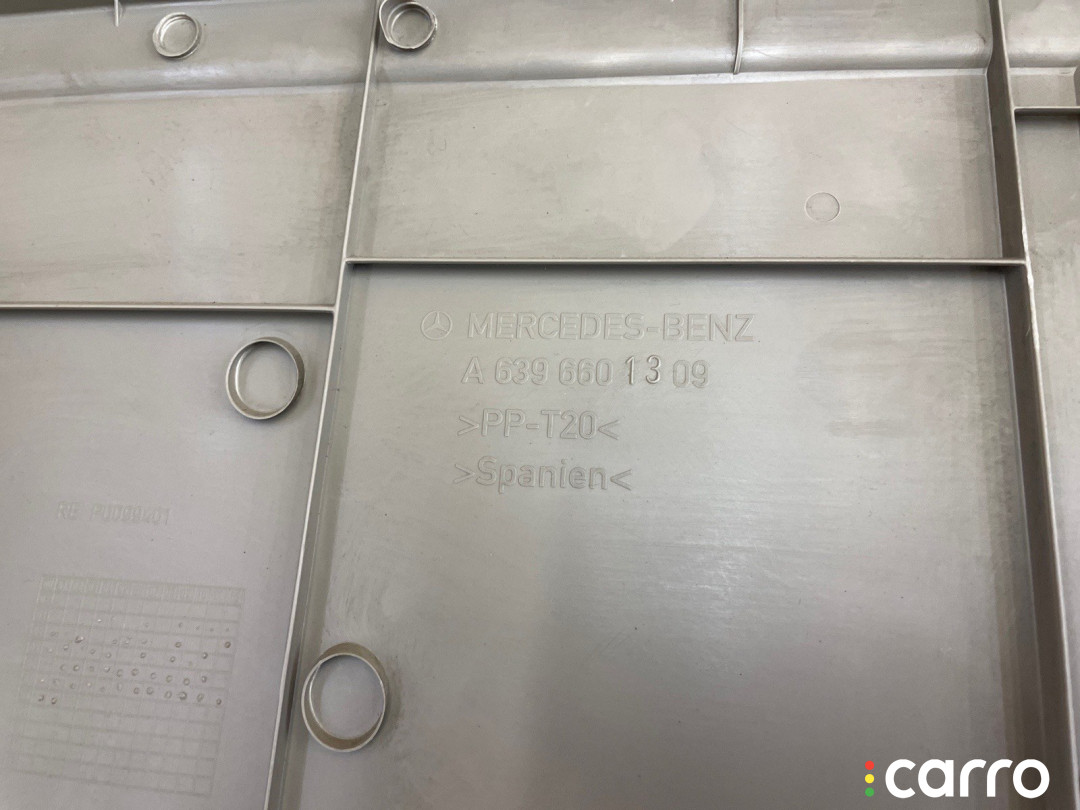 MERCEDES-BENZ
A 639 660 13 09
>PP-T20<
>Spanien<
carro